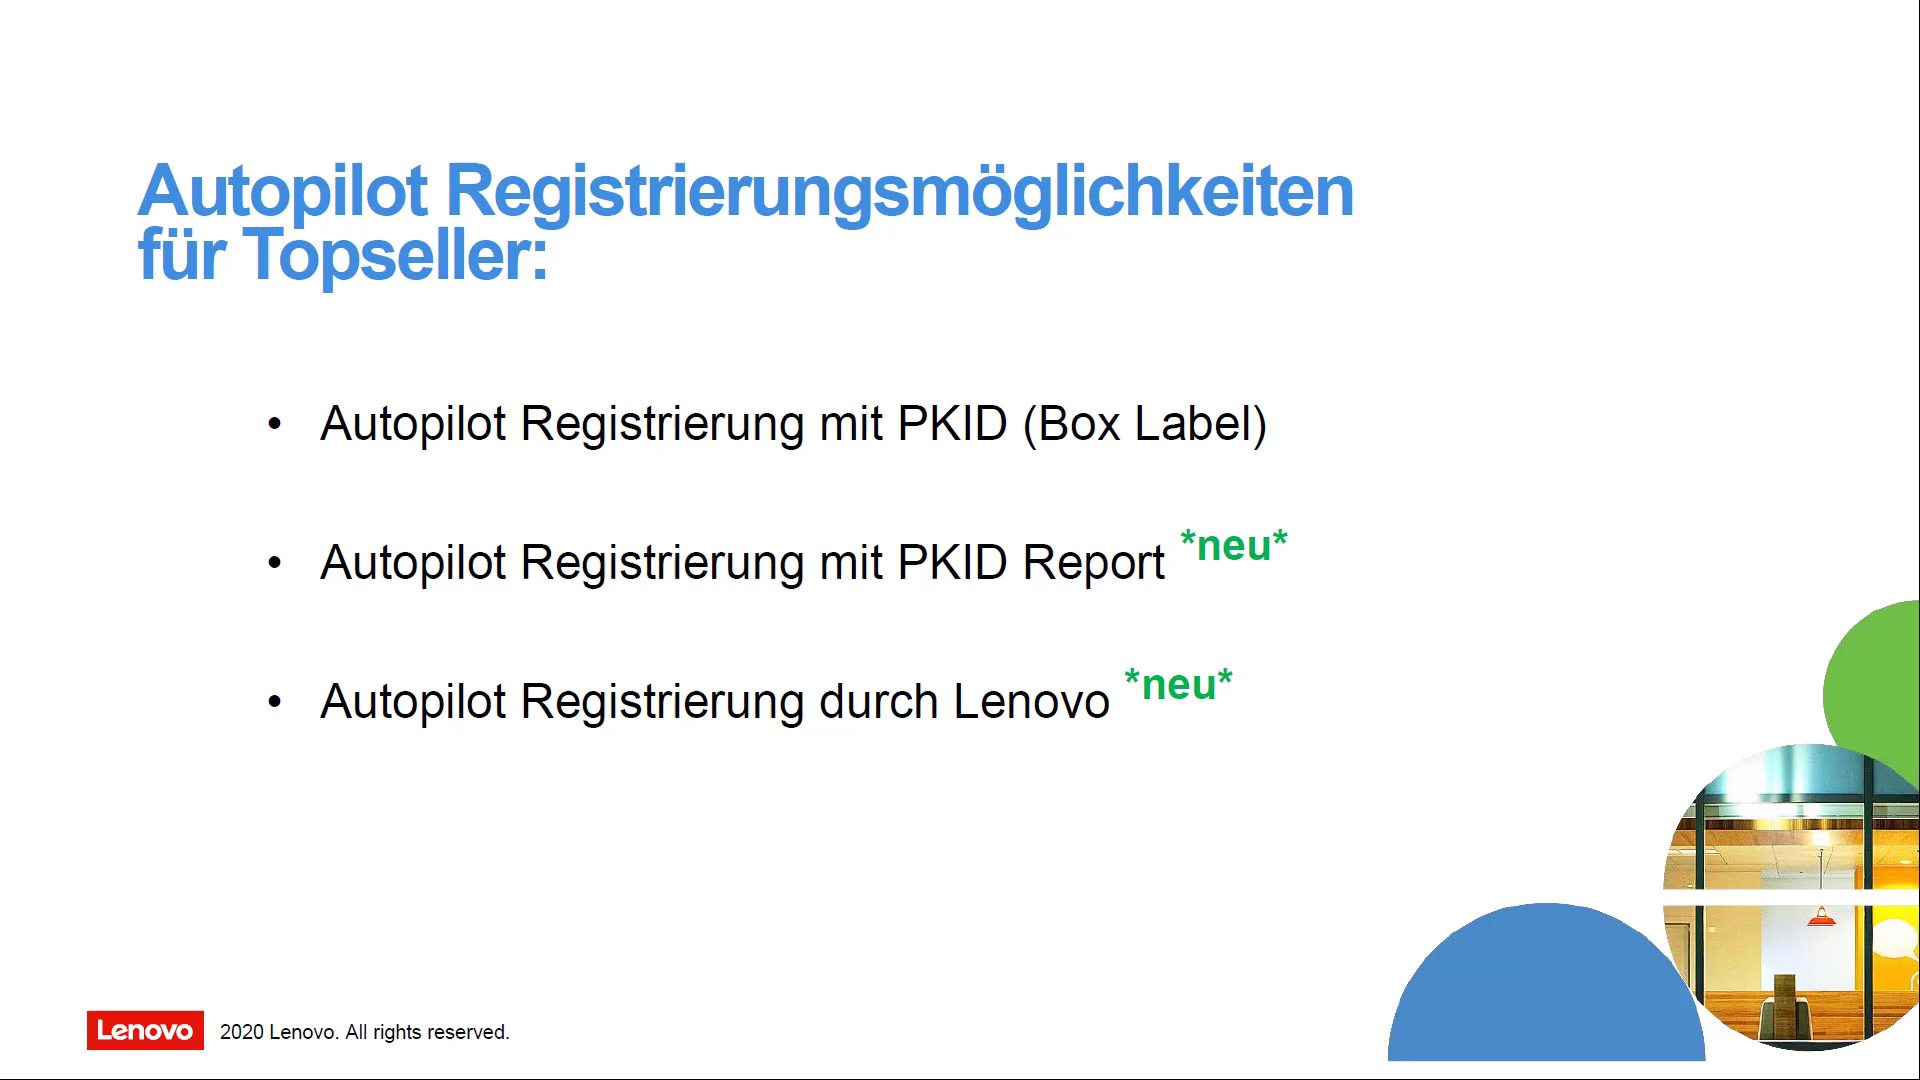 Autopilot Registrierungsmöglichkeiten
für Topseller:
• Autopilot Registrierung mit PKID (Box Label)
• Autopilot Registrierung mit PKID Report *neu*
• Autopilot Registrierung durch Lenovo *neu*
Lenovo 2020 Lenovo. All rights reserved.